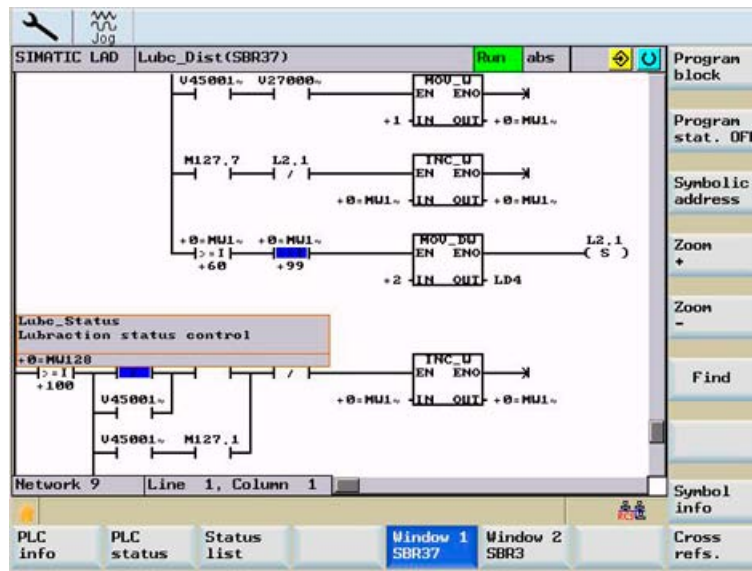 Jog
SIMATIC LAD Lubc_Dist(SBR37) Run abs
V45001~ V27000~ MOV_W
EN ENO
+1 IN OUT +0=MW1~
M127.7 L2.1 INC_W
/ EN ENO
+0=MW1~ IN OUT +0=MW1~
+0=MW1~ +0=MW1~ MOV_DW L2.1
>=I EN ENO ( S )
+60 +99
+2 IN OUT LD4
Lubc_Status
Lubraction status control
+0=MW128 INC_W
>=I / EN ENO
+100
V45001~ +0=MW1~ IN OUT +0=MW1~
V45001~ M127.1
Network 9 Line 1, Column 1
RCS
PLC info
PLC status
Status list
Window 1 SBR37
Window 2 SBR3
Program block
Program stat. OFF
Symbolic address
Zoom +
Zoom -
Find
Symbol info
Cross refs.